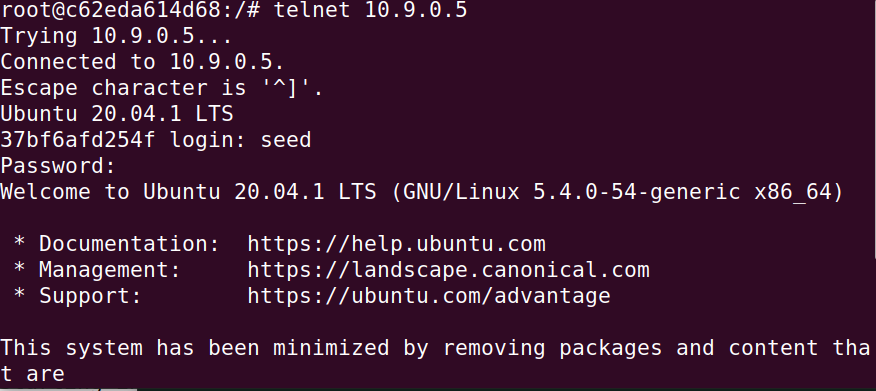 root@c62eda614d68:/# telnet 10.9.0.5
Trying 10.9.0.5...
Connected to 10.9.0.5.
Escape character is '^]'.
Ubuntu 20.04.1 LTS
37bf6afd254f login: seed
Password:
Welcome to Ubuntu 20.04.1 LTS (GNU/Linux 5.4.0-54-generic x86_64)

 * Documentation:  https://help.ubuntu.com
 * Management:     https://landscape.canonical.com
 * Support:        https://ubuntu.com/advantage

This system has been minimized by removing packages and content tha
t are